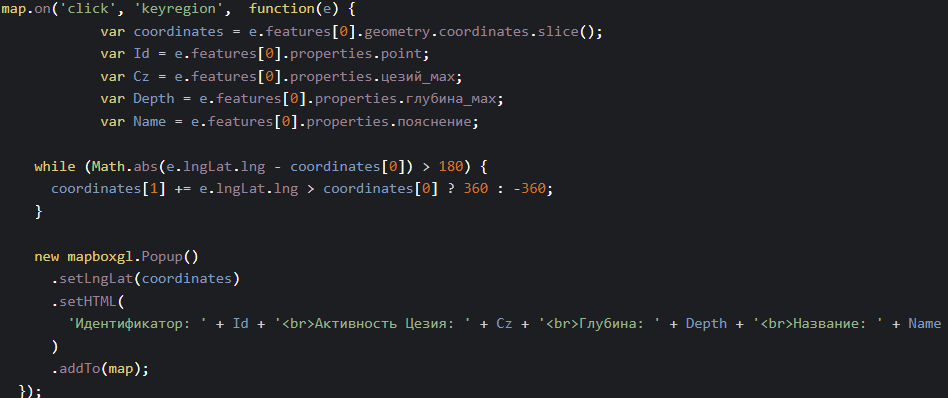 map.on('click', 'keyregion',  function(e) {
            var coordinates = e.features[0].geometry.coordinates.slice();
            var Id = e.features[0].properties.point;
            var Cz = e.features[0].properties.цезий_max;
            var Depth = e.features[0].properties.глубина_max;
            var Name = e.features[0].properties.пояснение;

    while (Math.abs(e.lngLat.lng - coordinates[0]) > 180) {
      coordinates[1] += e.lngLat.lng > coordinates[0] ? 360 : -360;
    }

    new mapboxgl.Popup()
      .setLngLat(coordinates)
      .setHTML(
        'Идентификатор: ' + Id + '<br>Активность Цезия: ' + Cz + '<br>Глубина: ' + Depth + '<br>Название: ' + Name
      )
      .addTo(map);
  });